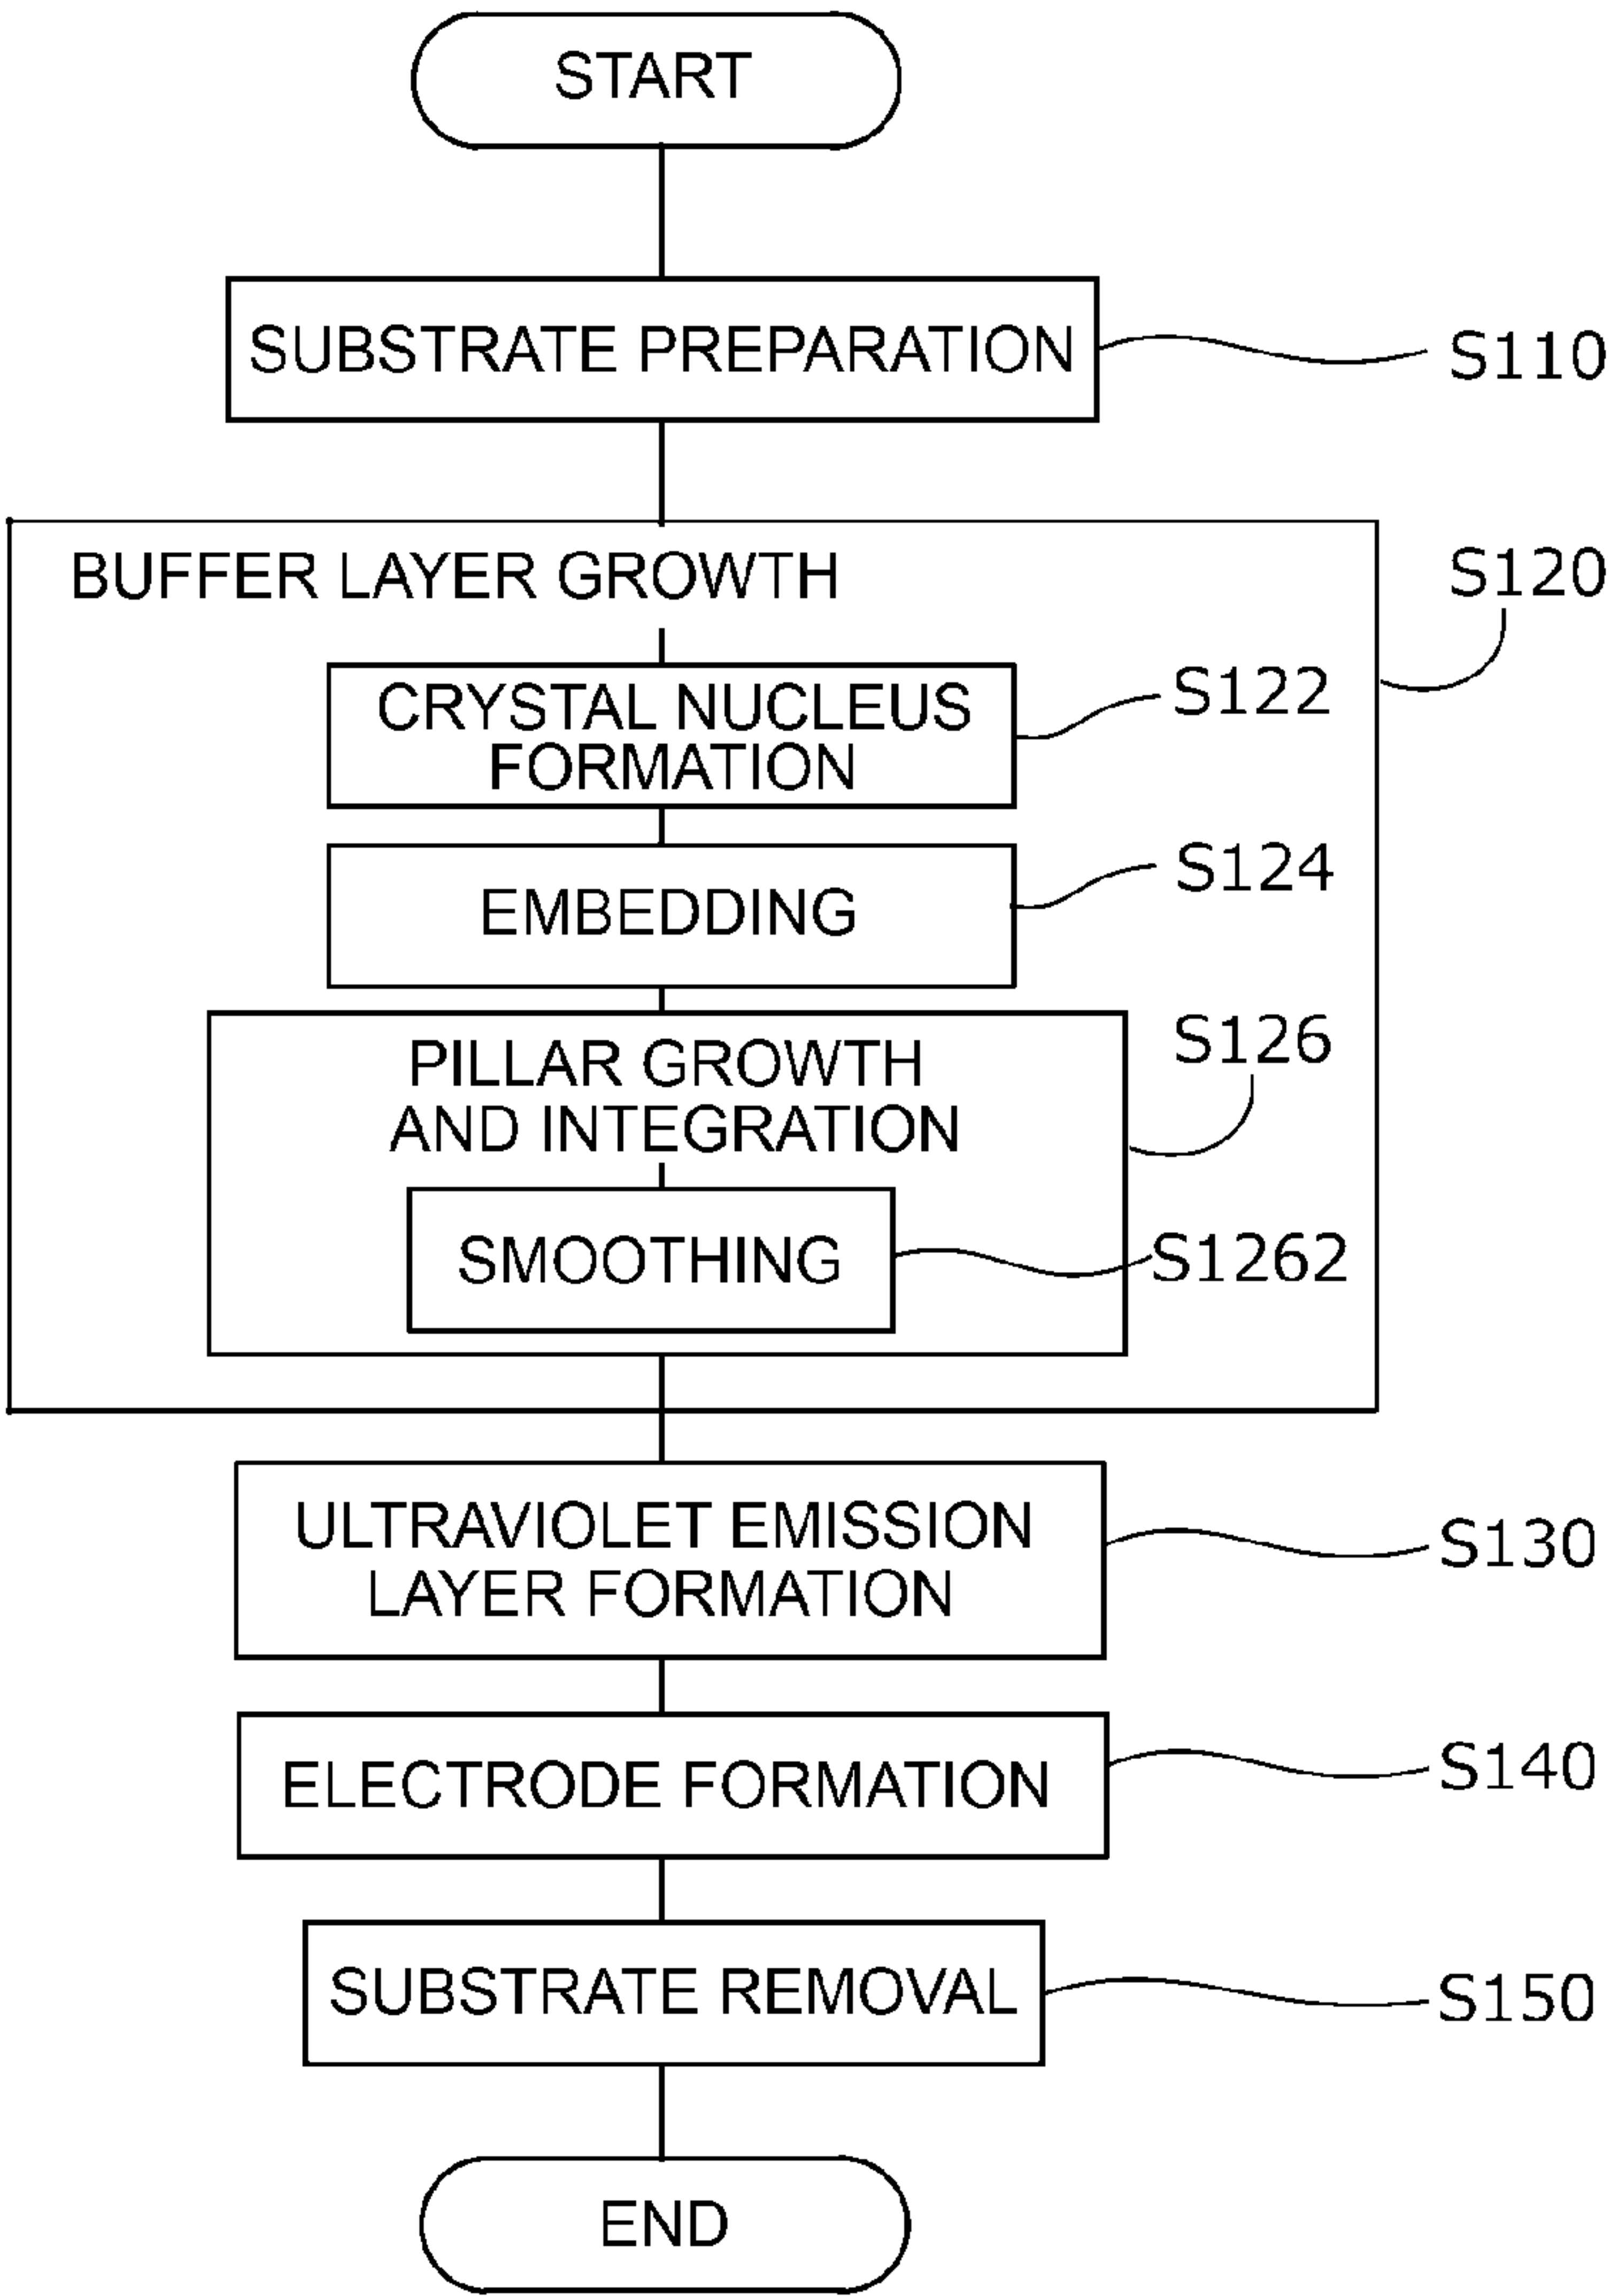 START
SUBSTRATE PREPARATION
S110
BUFFER LAYER GROWTH
S120
CRYSTAL NUCLEUS
FORMATION
S122
EMBEDDING
S124
PILLAR GROWTH
AND INTEGRATION
S126
SMOOTHING
S1262
ULTRAVIOLET EMISSION
LAYER FORMATION
S130
ELECTRODE FORMATION
S140
SUBSTRATE REMOVAL
S150
END